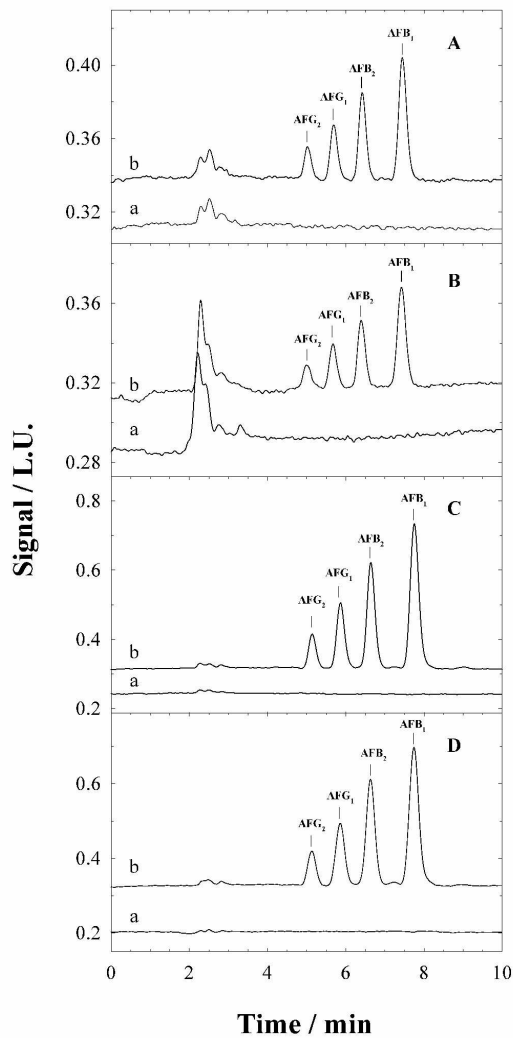 A
AFB₁
AFB₂
AFG₁
AFG₂
0.40
0.36
0.32
b
a
B
AFB₁
AFB₂
AFG₁
AFG₂
0.36
0.32
0.28
b
a
C
AFB₁
AFB₂
AFG₁
AFG₂
0.8
0.6
0.4
0.2
b
a
D
AFB₁
AFB₂
AFG₁
AFG₂
0.6
0.4
0.2
b
a
0 2 4 6 8 10
Signal / L.U.
Time / min